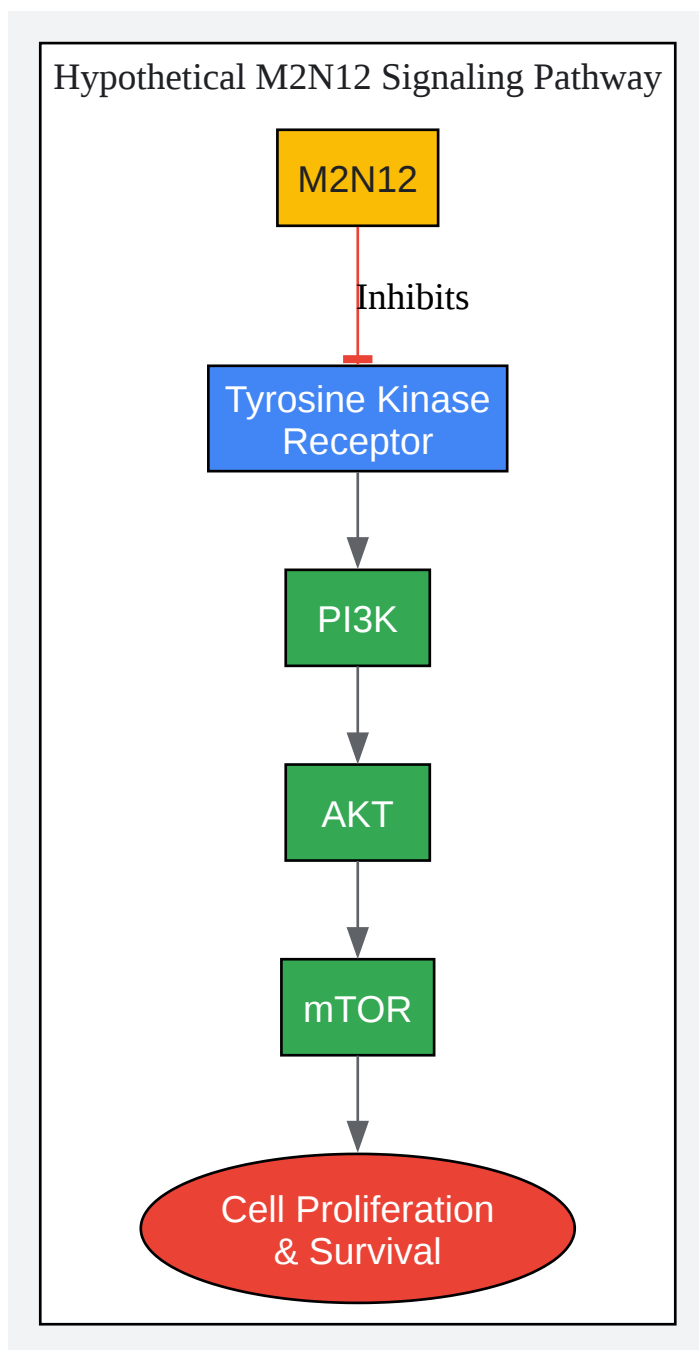 Hypothetical M2N12 Signaling Pathway
M2N12
Inhibits
Tyrosine Kinase
Receptor
PI3K
AKT
mTOR
Cell Proliferation
& Survival